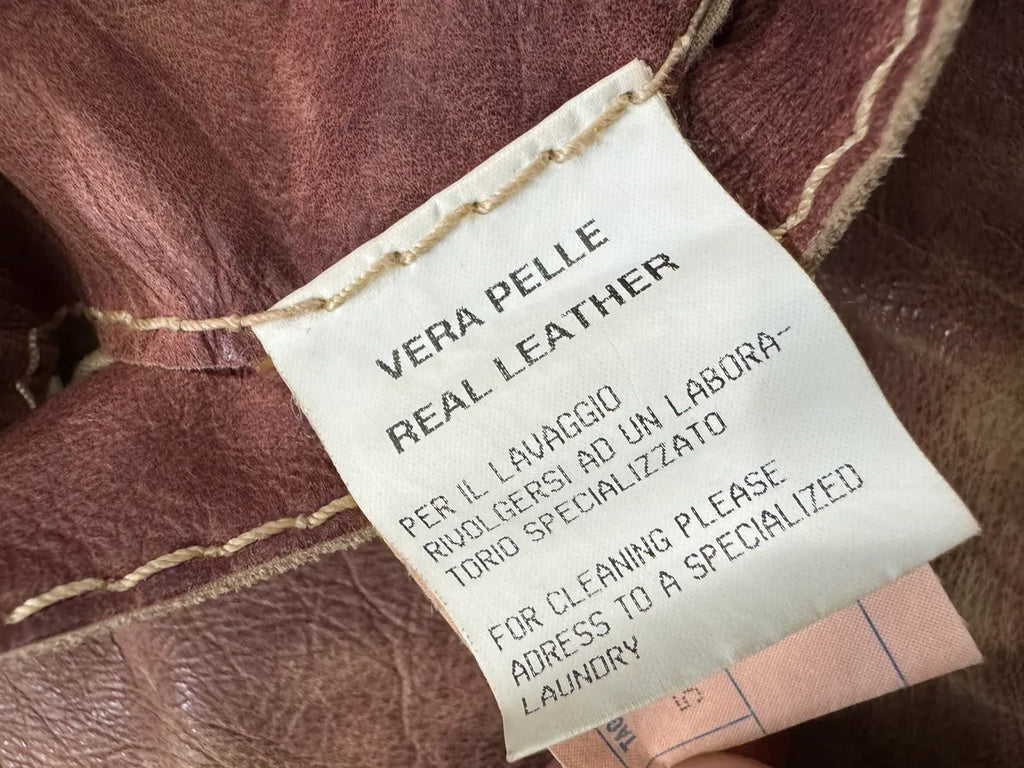 VERA PELLE
REAL LEATHER
PER IL LAVAGGIO
RIVOLGERSI AD UN LABORA-
TORIO SPECIALIZZATO
FOR CLEANING PLEASE
ADRESS TO A SPECIALIZED
LAUNDRY